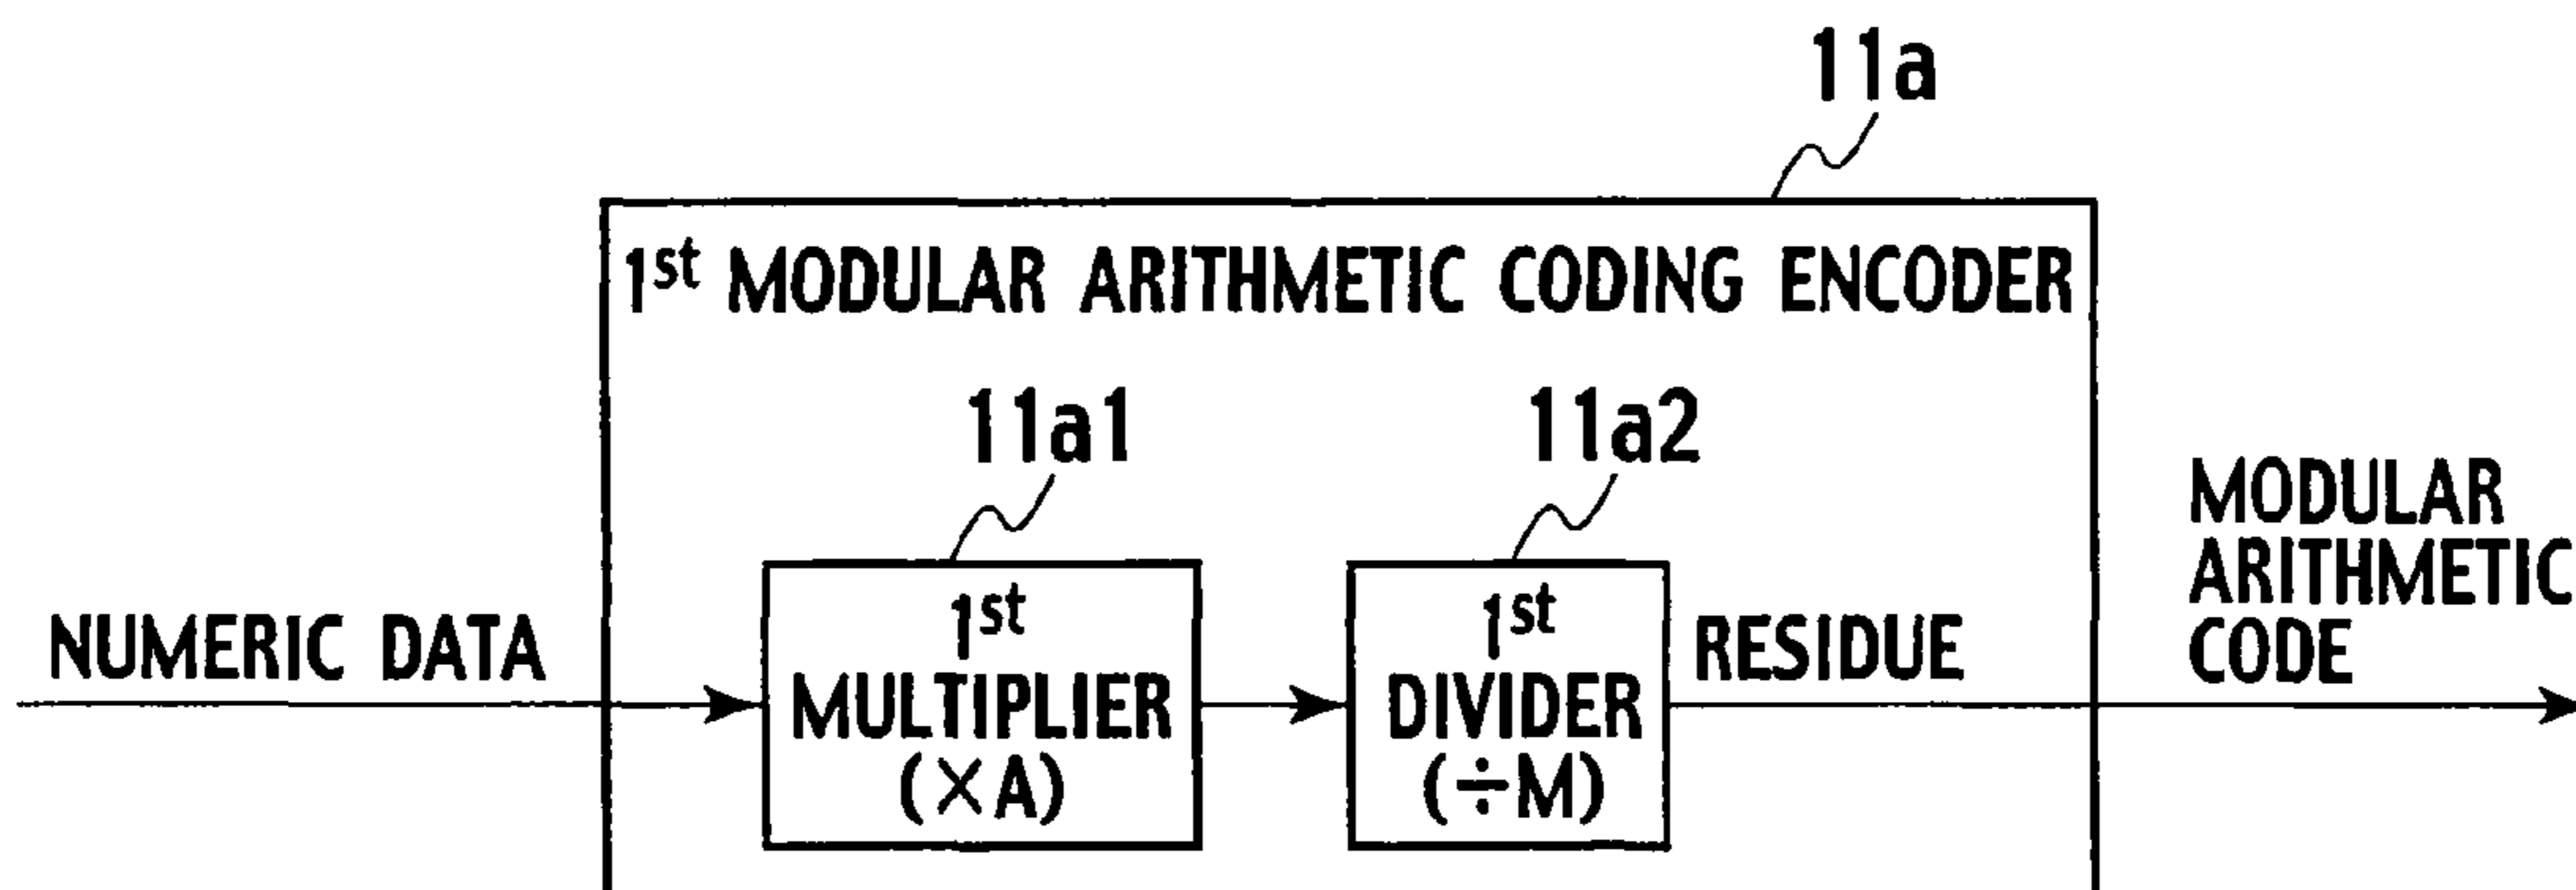 11a
1st MODULAR ARITHMETIC CODING ENCODER
11a1
11a2
NUMERIC DATA
1st
MULTIPLIER
(×A)
1st
DIVIDER
(÷M)
RESIDUE
MODULAR
ARITHMETIC
CODE